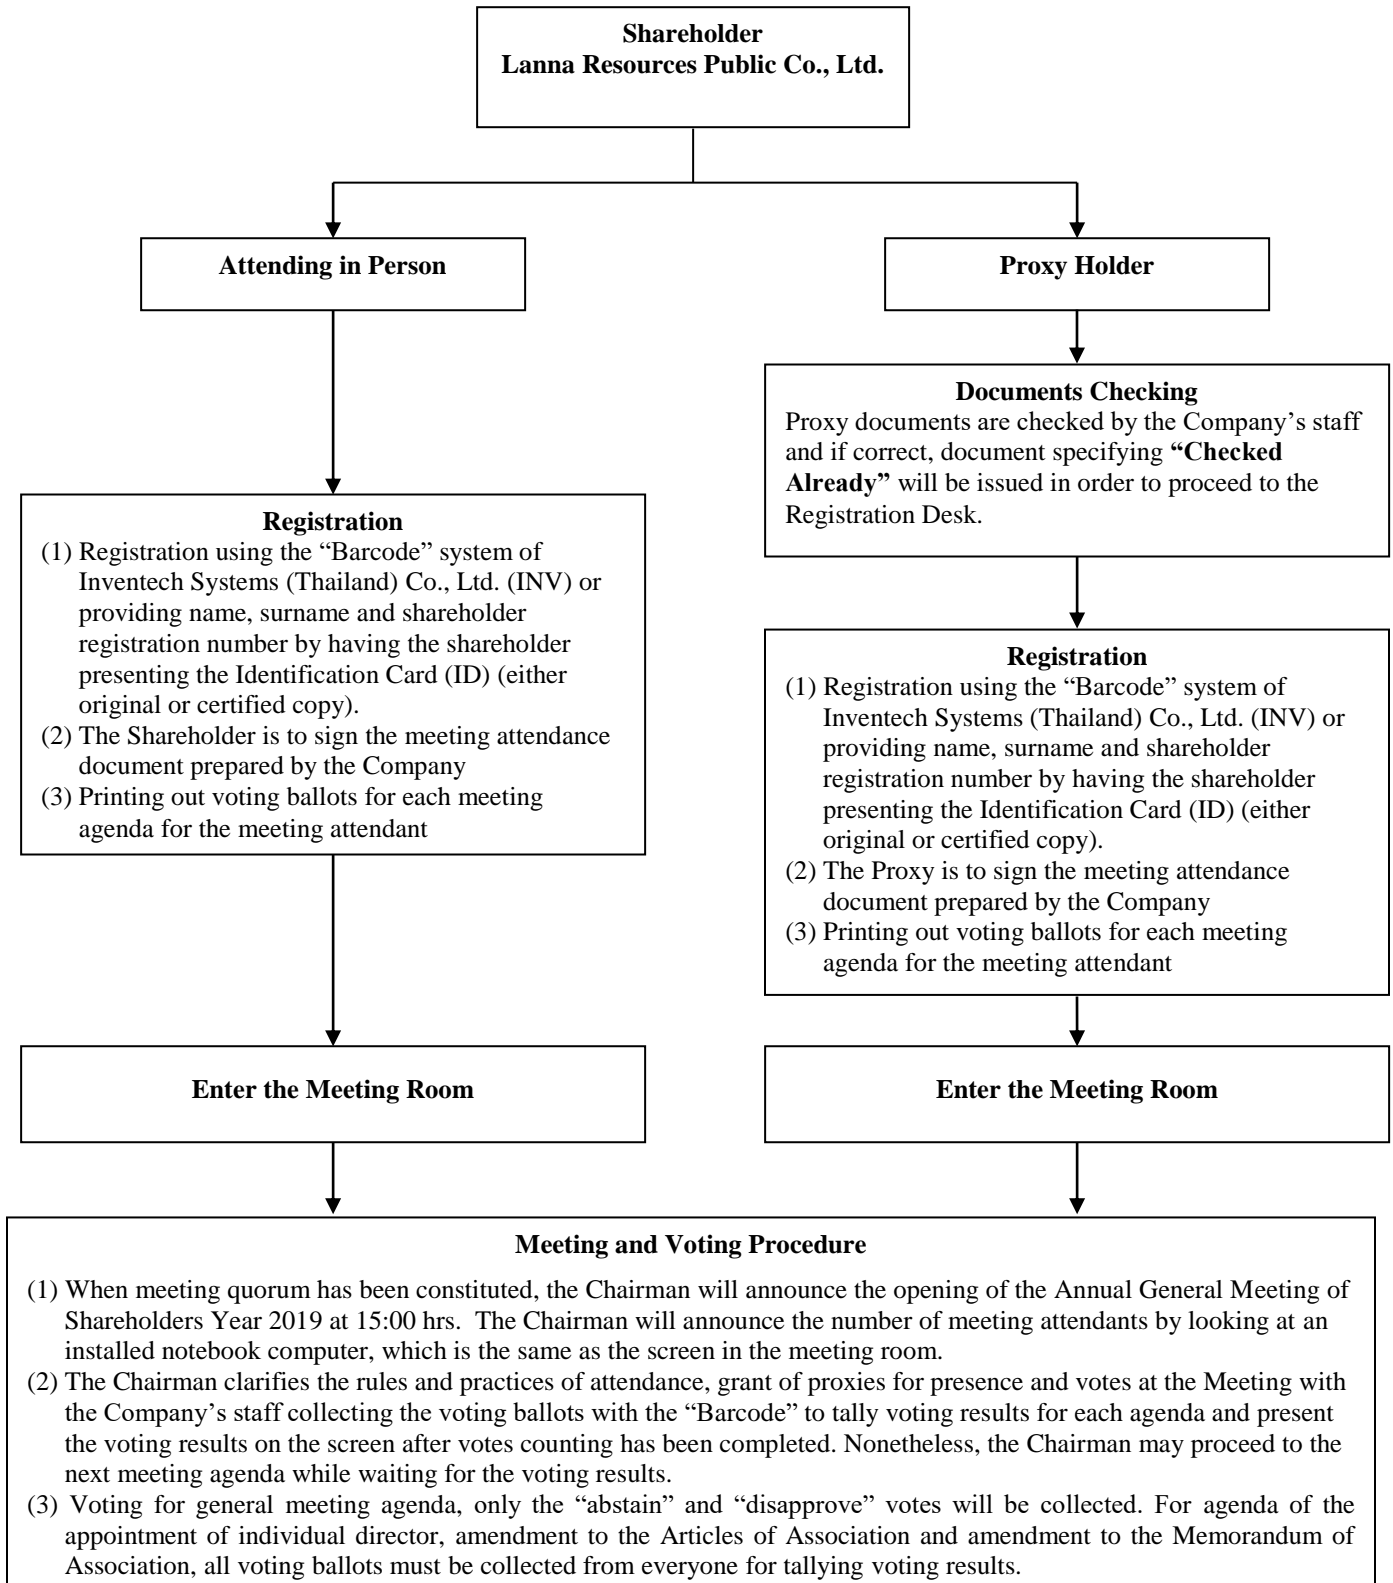 Shareholder
Lanna Resources Public Co., Ltd.
Attending in Person
Proxy Holder
Documents Checking
Proxy documents are checked by the Company’s staff
and if correct, document specifying “Checked
Already” will be issued in order to proceed to the
Registration Desk.
Registration
(1) Registration using the “Barcode” system of
Inventech Systems (Thailand) Co., Ltd. (INV) or
providing name, surname and shareholder
registration number by having the shareholder
presenting the Identification Card (ID) (either
original or certified copy).
(2) The Shareholder is to sign the meeting attendance
document prepared by the Company
(3) Printing out voting ballots for each meeting
agenda for the meeting attendant
Registration
(1) Registration using the “Barcode” system of
Inventech Systems (Thailand) Co., Ltd. (INV) or
providing name, surname and shareholder
registration number by having the shareholder
presenting the Identification Card (ID) (either
original or certified copy).
(2) The Proxy is to sign the meeting attendance
document prepared by the Company
(3) Printing out voting ballots for each meeting
agenda for the meeting attendant
Enter the Meeting Room
Enter the Meeting Room
Meeting and Voting Procedure
(1) When meeting quorum has been constituted, the Chairman will announce the opening of the Annual General Meeting of
Shareholders Year 2019 at 15:00 hrs. The Chairman will announce the number of meeting attendants by looking at an
installed notebook computer, which is the same as the screen in the meeting room.
(2) The Chairman clarifies the rules and practices of attendance, grant of proxies for presence and votes at the Meeting with
the Company’s staff collecting the voting ballots with the “Barcode” to tally voting results for each agenda and present
the voting results on the screen after votes counting has been completed. Nonetheless, the Chairman may proceed to the
next meeting agenda while waiting for the voting results.
(3) Voting for general meeting agenda, only the “abstain” and “disapprove” votes will be collected. For agenda of the
appointment of individual director, amendment to the Articles of Association and amendment to the Memorandum of
Association, all voting ballots must be collected from everyone for tallying voting results.